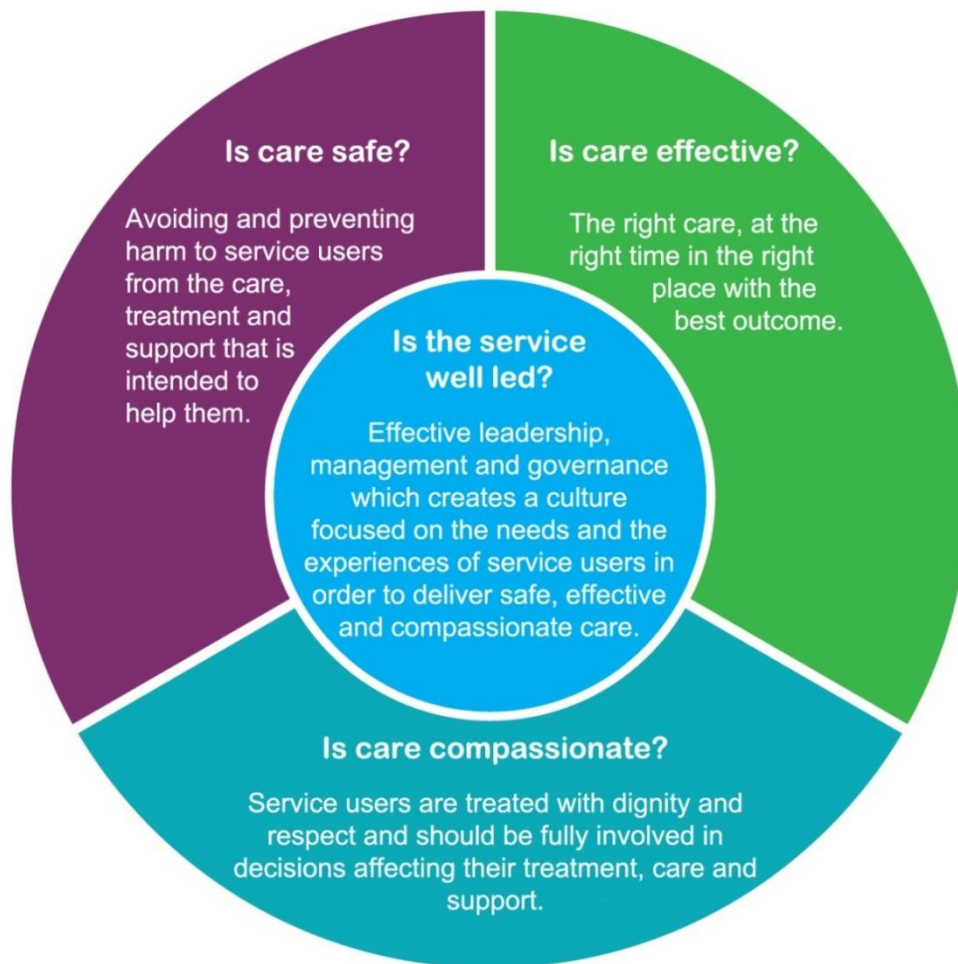 Is care safe?
Avoiding and preventing
harm to service users
from the care,
treatment and
support that is
intended to
help them.
Is care effective?
The right care, at the
right time in the right
place with the
best outcome.
Is the service
well led?
Effective leadership,
management and governance
which creates a culture
focused on the needs and the
experiences of service users in
order to deliver safe, effective
and compassionate care.
Is care compassionate?
Service users are treated with dignity and
respect and should be fully involved in
decisions affecting their treatment, care and
support.